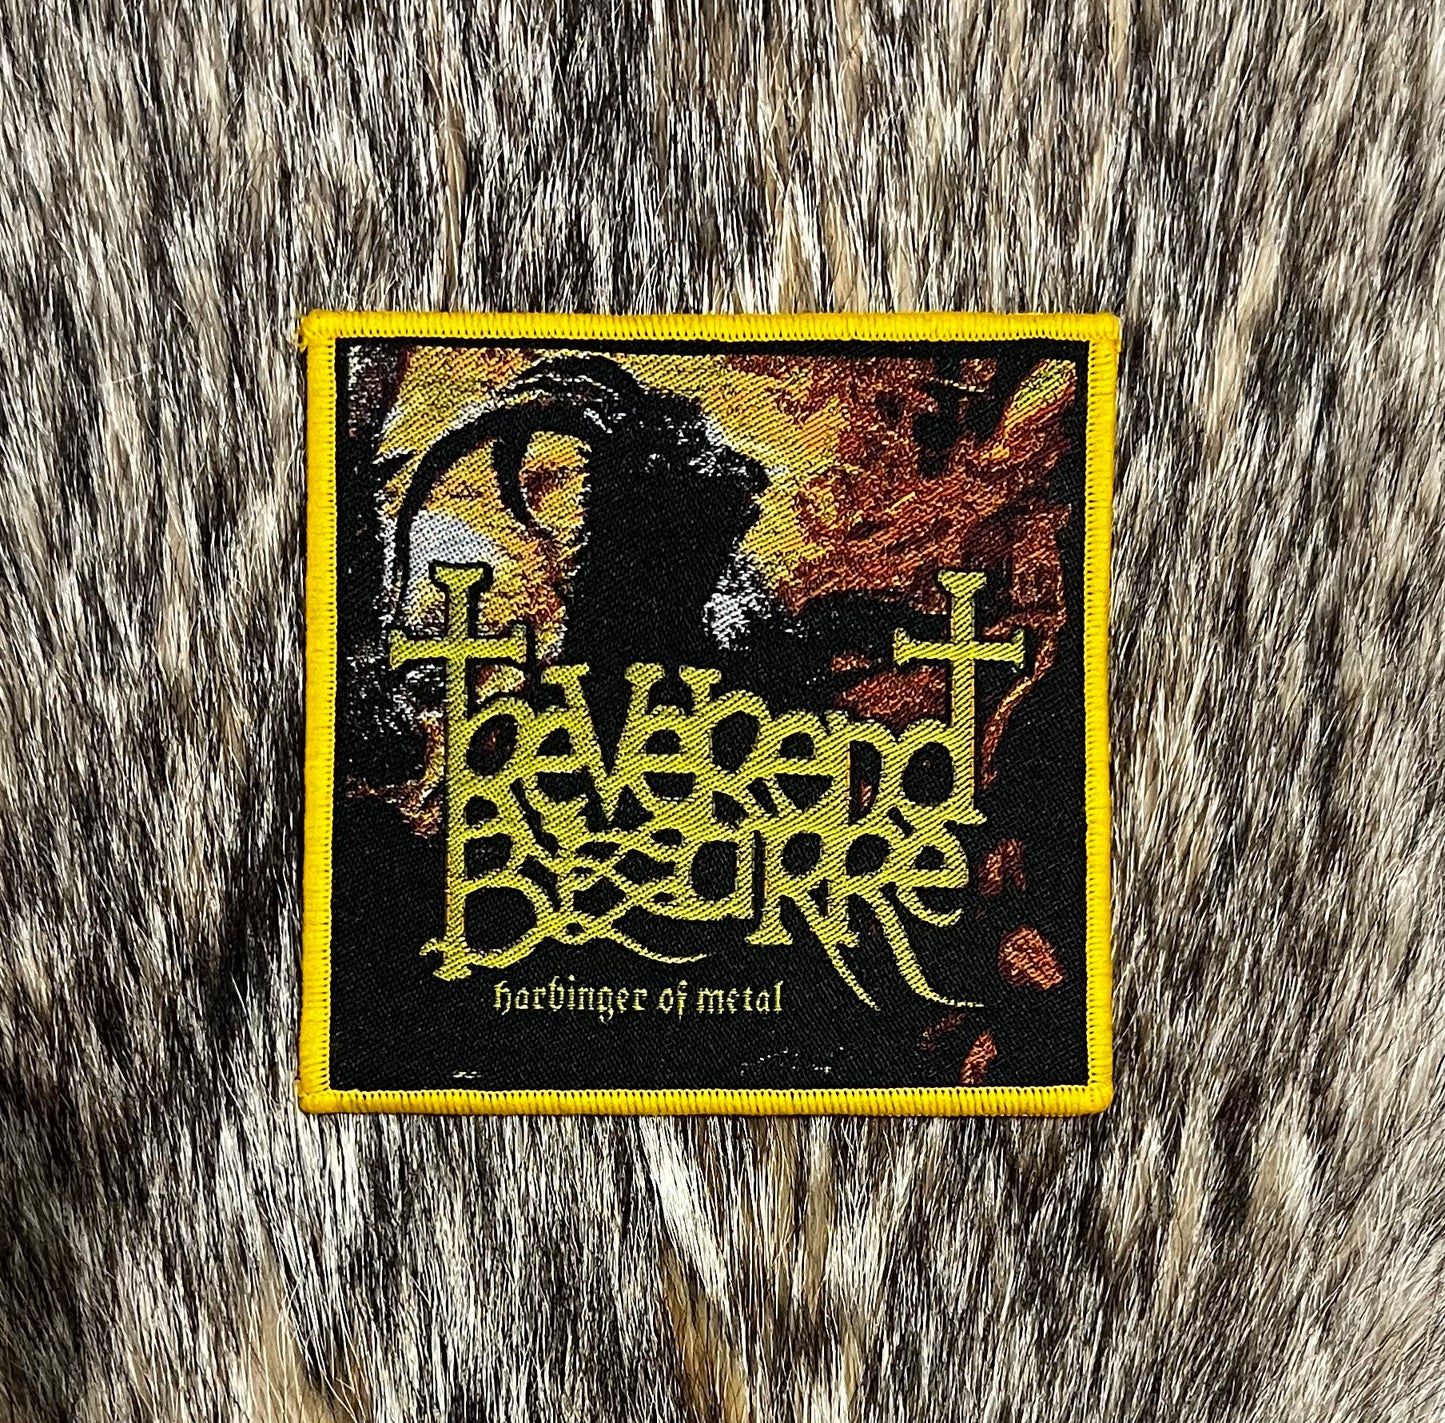 Reverend
Bizarre
harbinger of metal